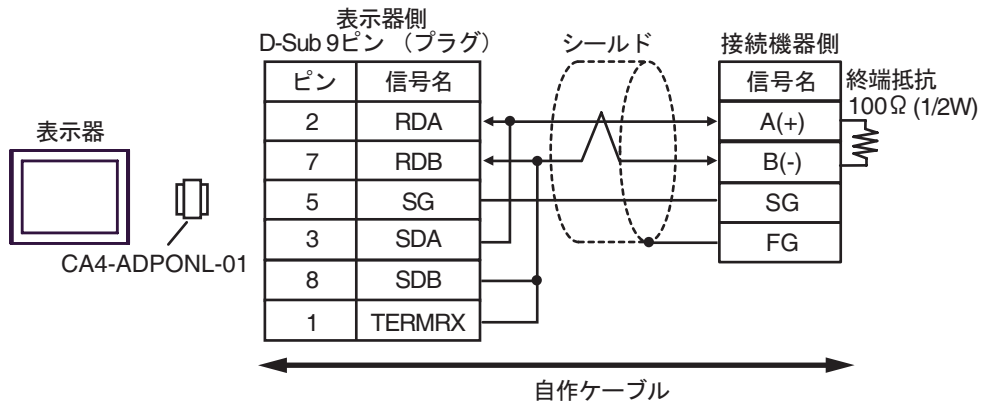 表示器側
D-Sub 9ピン （プラグ）
シールド
接続機器側
ピン 信号名
信号名
終端抵抗
100Ω (1/2W)
2 RDA
A(+)
7 RDB
B(-)
5 SG
SG
3 SDA
FG
8 SDB
1 TERMRX
表示器
CA4-ADPONL-01
自作ケーブル